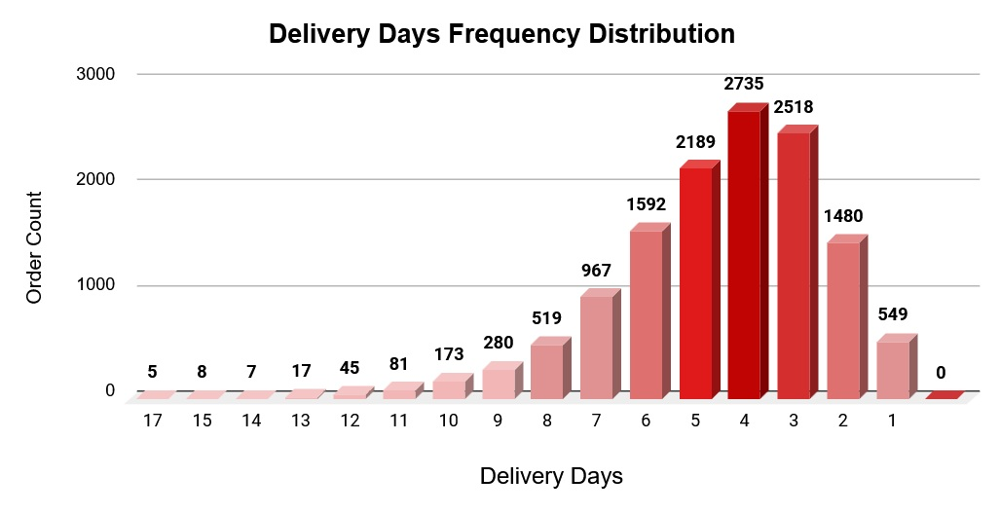 Delivery Days Frequency Distribution
Order Count
3000
2000
1000
0
5 8 7 17 45 81 173 280 519 967 1592 2189 2735 2518 1480 549 0
17 15 14 13 12 11 10 9 8 7 6 5 4 3 2 1
Delivery Days